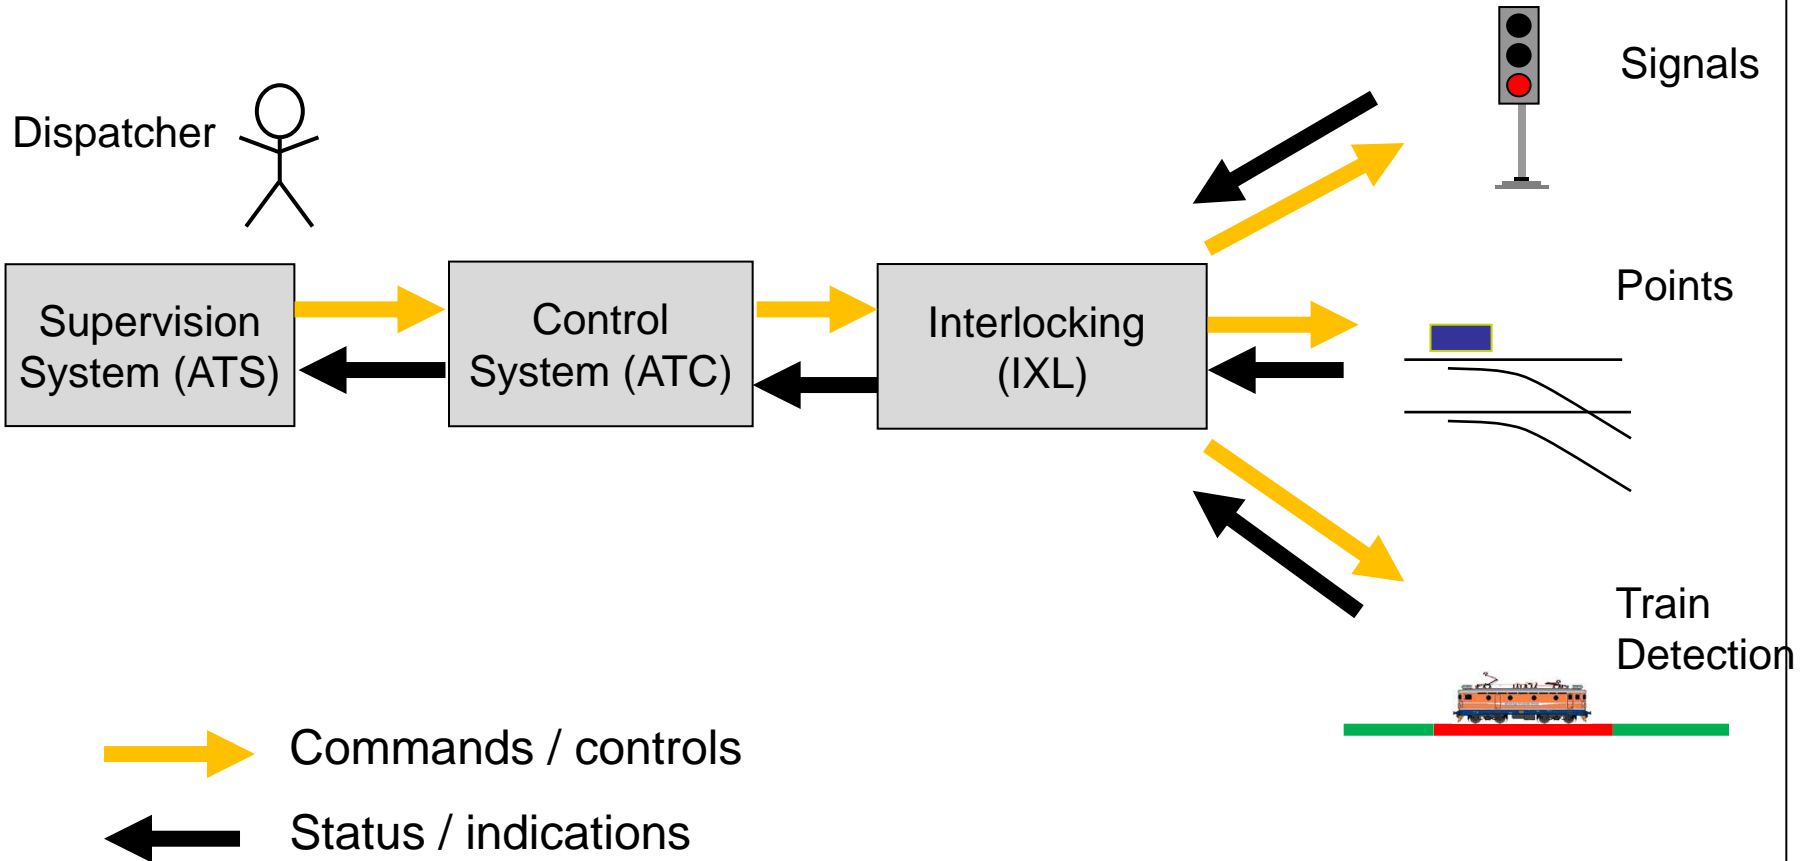 Signals
Dispatcher
Supervision
System (ATS)
Control
System (ATC)
Interlocking
(IXL)
Points
Train
Detection
Commands / controls
Status / indications